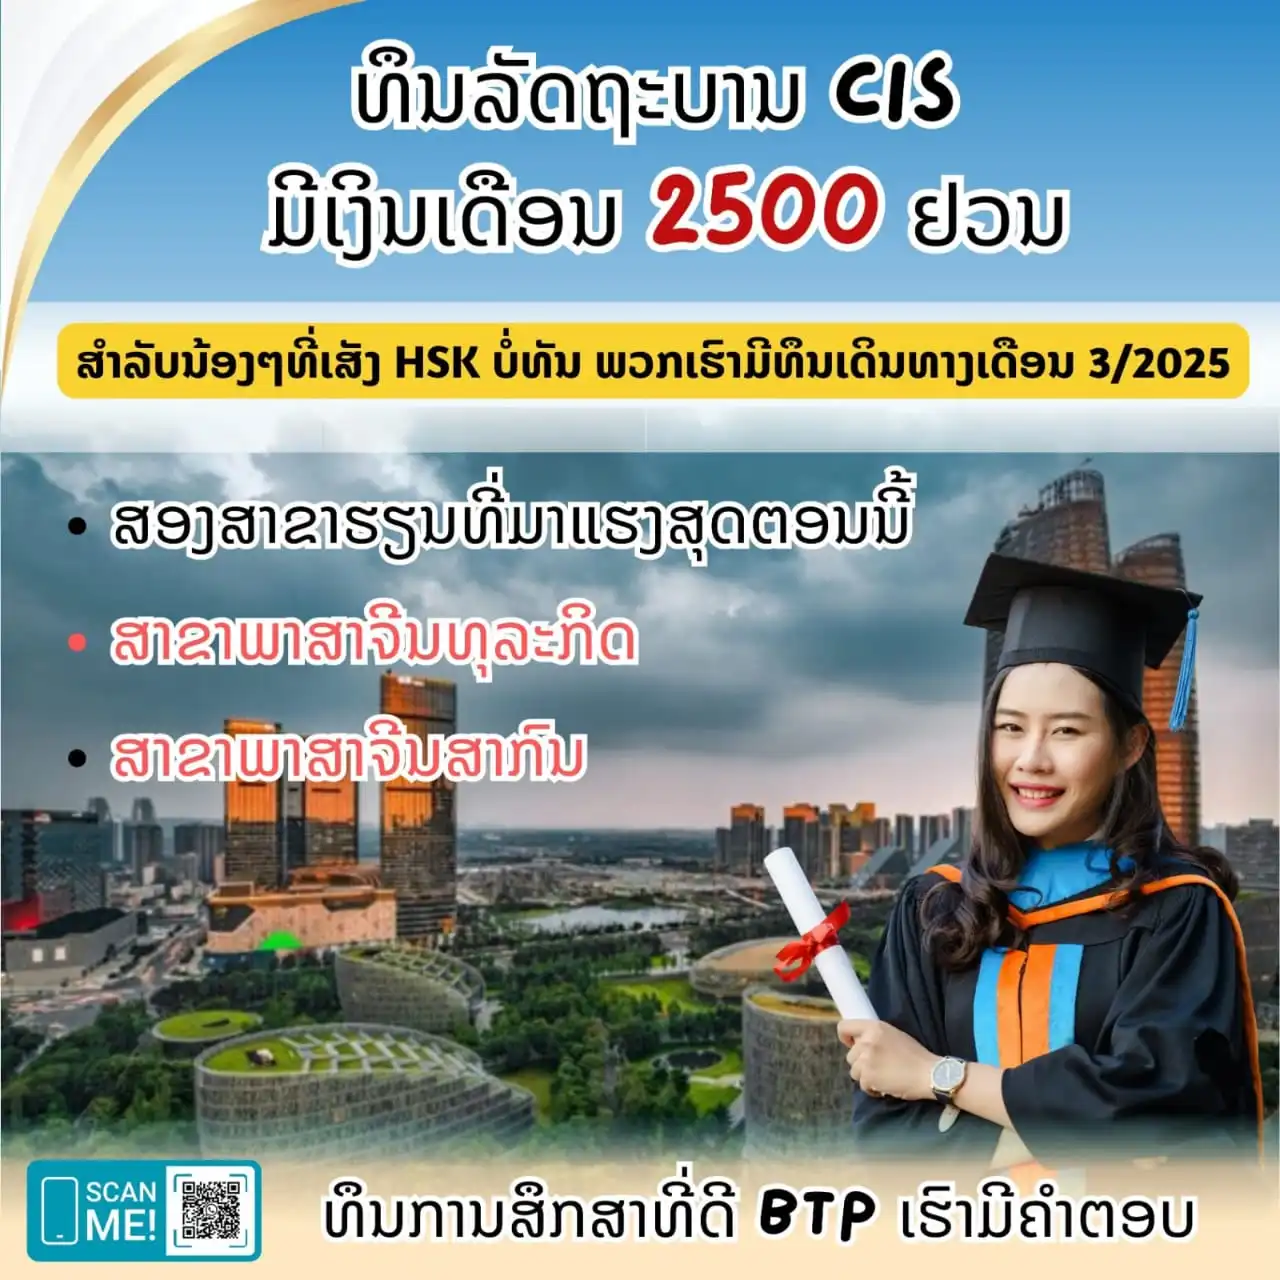 ທຶນລັດຖະບານ CIS
ມີເງິນເດືອນ 2500 ຢວນ
ສຳລັບນ້ອງໆທີ່ເສັງ HSK ບໍ່ທັນ ພວກເຮົາມີທຶນເດີນທາງເດືອນ 3/2025
• ສອງສາຂາຮຽນທີ່ມາແຮງສຸດຕອນນີ້
• ສາຂາພາສາຈີນທຸລະກິດ
• ສາຂາພາສາຈີນສາກົນ
SCAN
ME!
ທຶນການສຶກສາທີ່ດີ BTP ເຮົາມີຄຳຕອບ